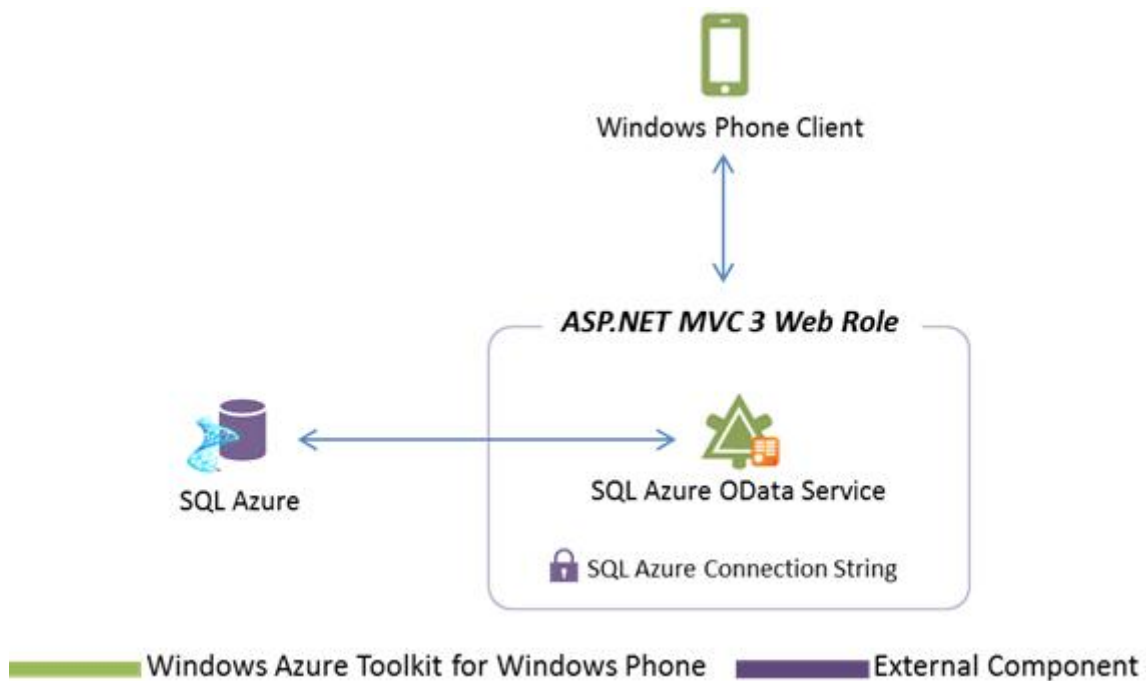 Windows Phone Client
ASP.NET MVC 3 Web Role
SQL Azure
SQL Azure OData Service
SQL Azure Connection String
Windows Azure Toolkit for Windows Phone
External Component